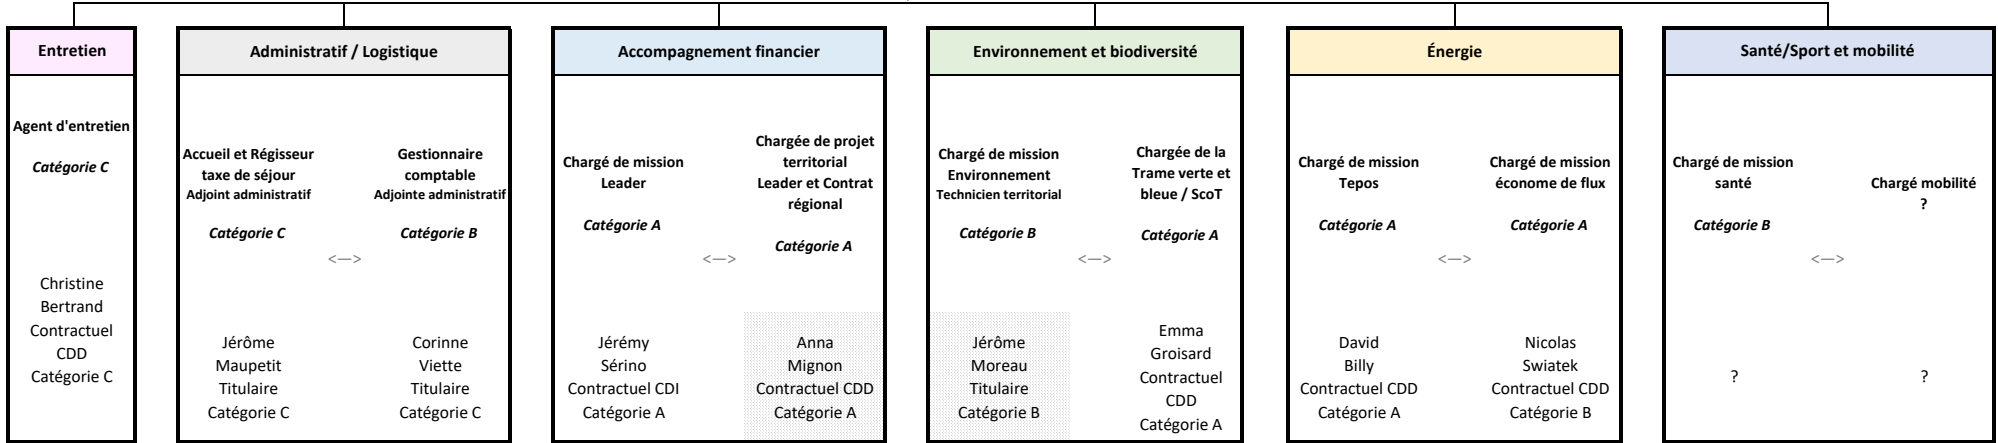 Entretien
Agent d'entretien
Catégorie C
Christine
Bertrand
Contractuel
CDD
Catégorie C
Administratif / Logistique
Accueil et Régisseur
taxe de séjour
Adjoint administratif
Catégorie C
Gestionnaire
comptable
Adjointe administratif
Catégorie B
<—>
Jérôme
Maupetit
Titulaire
Catégorie C
Corinne
Viette
Titulaire
Catégorie C
Accompagnement financier
Chargé de mission
Leader
Catégorie A
Chargée de projet
territorial
Leader et Contrat
régional
Catégorie A
<—>
Jérémy
Sérino
Contractuel CDI
Catégorie A
Anna
Mignon
Contractuel CDD
Catégorie A
Environnement et biodiversité
Chargé de mission
Environnement
Technicien territorial
Catégorie B
Chargée de la
Trame verte et
bleue / ScoT
Catégorie A
<—>
Jérôme
Moreau
Titulaire
Catégorie B
Emma
Groisard
Contractuel
CDD
Catégorie A
Énergie
Chargé de mission
Tepos
Catégorie A
Chargé de mission
économe de flux
Catégorie A
<—>
David
Billy
Contractuel CDD
Catégorie A
Nicolas
Swiatek
Contractuel CDD
Catégorie B
Santé/Sport et mobilité
Chargé de mission
santé
Catégorie B
Chargé mobilité
?
<—>
?
?